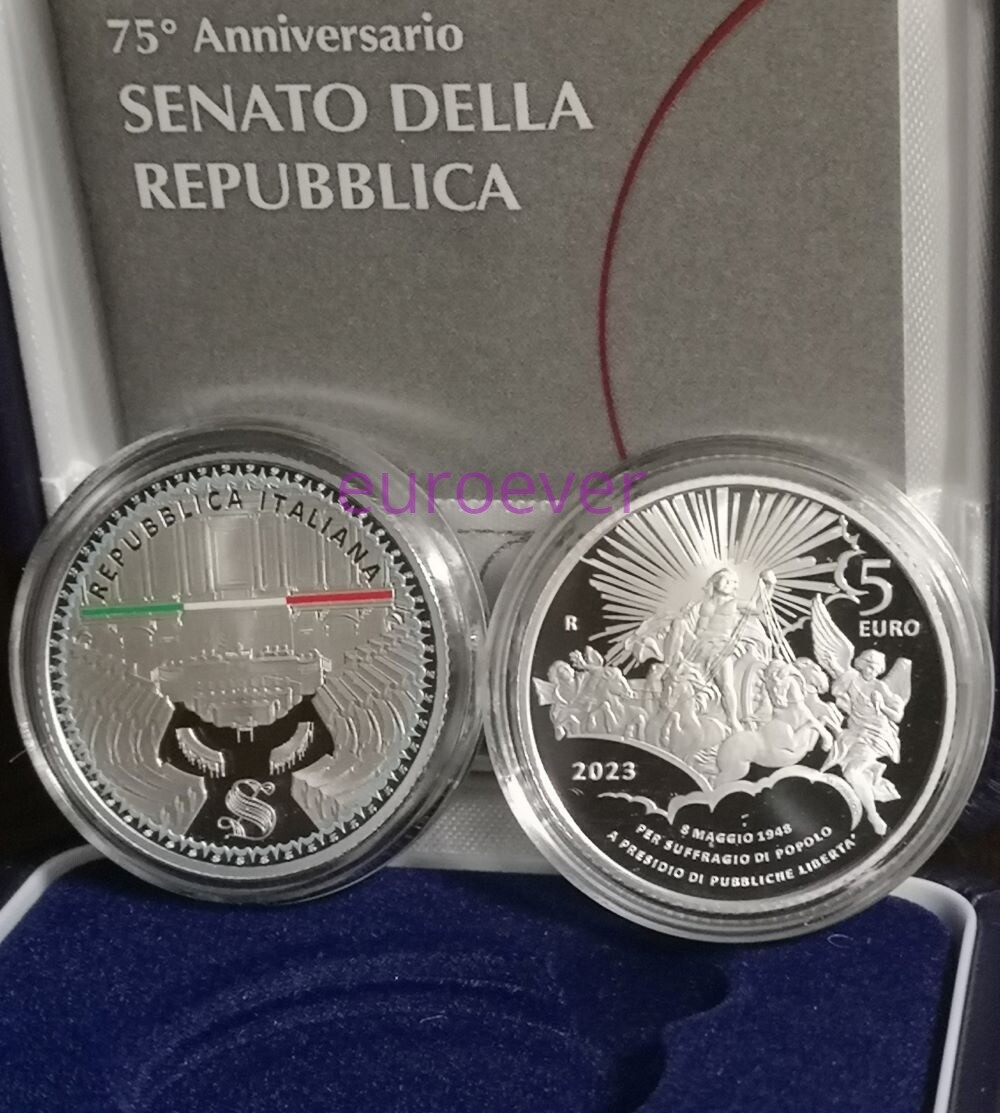 75° Anniversario
SENATO DELLA
REPUBBLICA
euroever
REPUBBLICA ITALIANA
S
5
EURO
R
2023
8 MAGGIO 1948
PER SUFFRAGIO DI POPOLO
A PRESIDIO DI PUBBLICHE LIBERTA'